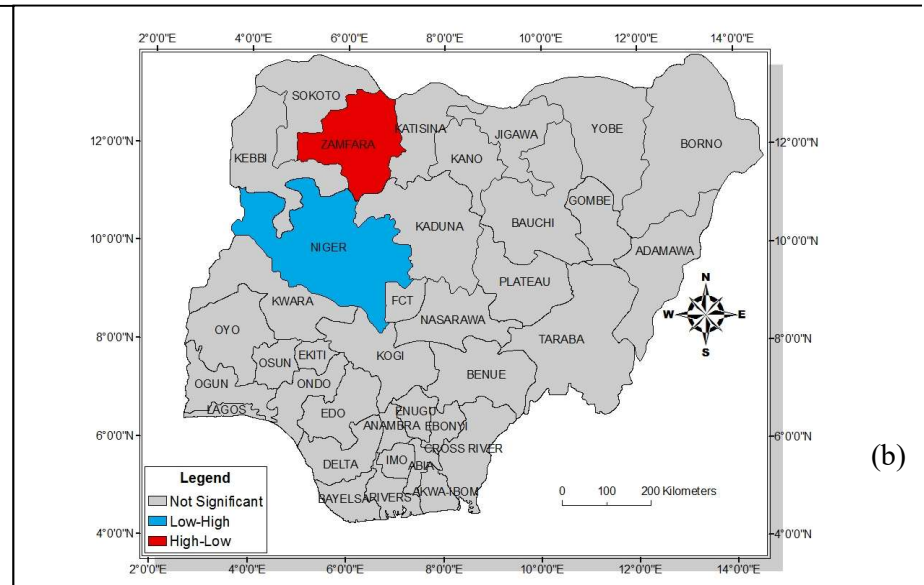 2°0'0"E 4°0'0"E 6°0'0"E 8°0'0"E 10°0'0"E 12°0'0"E 14°0'0"E
SOKOTO
12°0'0"N ZAMFARA KATISINA JIGAWA YOBE BORNO 12°0'0"N
KEBBI KANO
GOMBE
KADUNA BAUCHI
10°0'0"N NIGER ADAMAWA 10°0'0"N
PLATEAU
N
KWARA FCT
W E
NASARAWA
S
8°0'0"N OYO TARABA 8°0'0"N
OSUN EKITI KOGI
BENUE
OGUN ONDO
LAGOS EDO ENUGU
ANAMBRA EBONYI
6°0'0"N 6°0'0"N
CROSS RIVER
(b)
DELTA IMO ABIA
Legend
Not Significant BAYELSA RIVERS AKWA-IBOM 0 100 200 Kilometers
Low-High
4°0'0"N High-Low 4°0'0"N
2°0'0"E 4°0'0"E 6°0'0"E 8°0'0"E 10°0'0"E 12°0'0"E 14°0'0"E